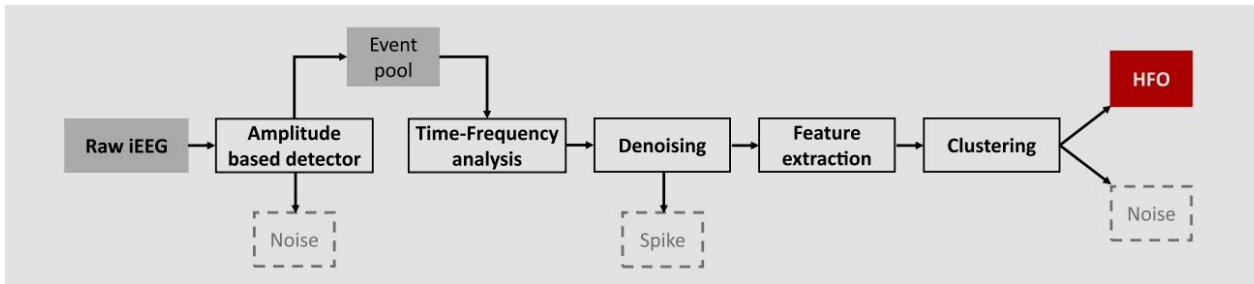 Event
pool
HFO
Raw iEEG
Amplitude
based detector
Time-Frequency
analysis
Denoising
Feature
extraction
Clustering
Noise
Spike
Noise